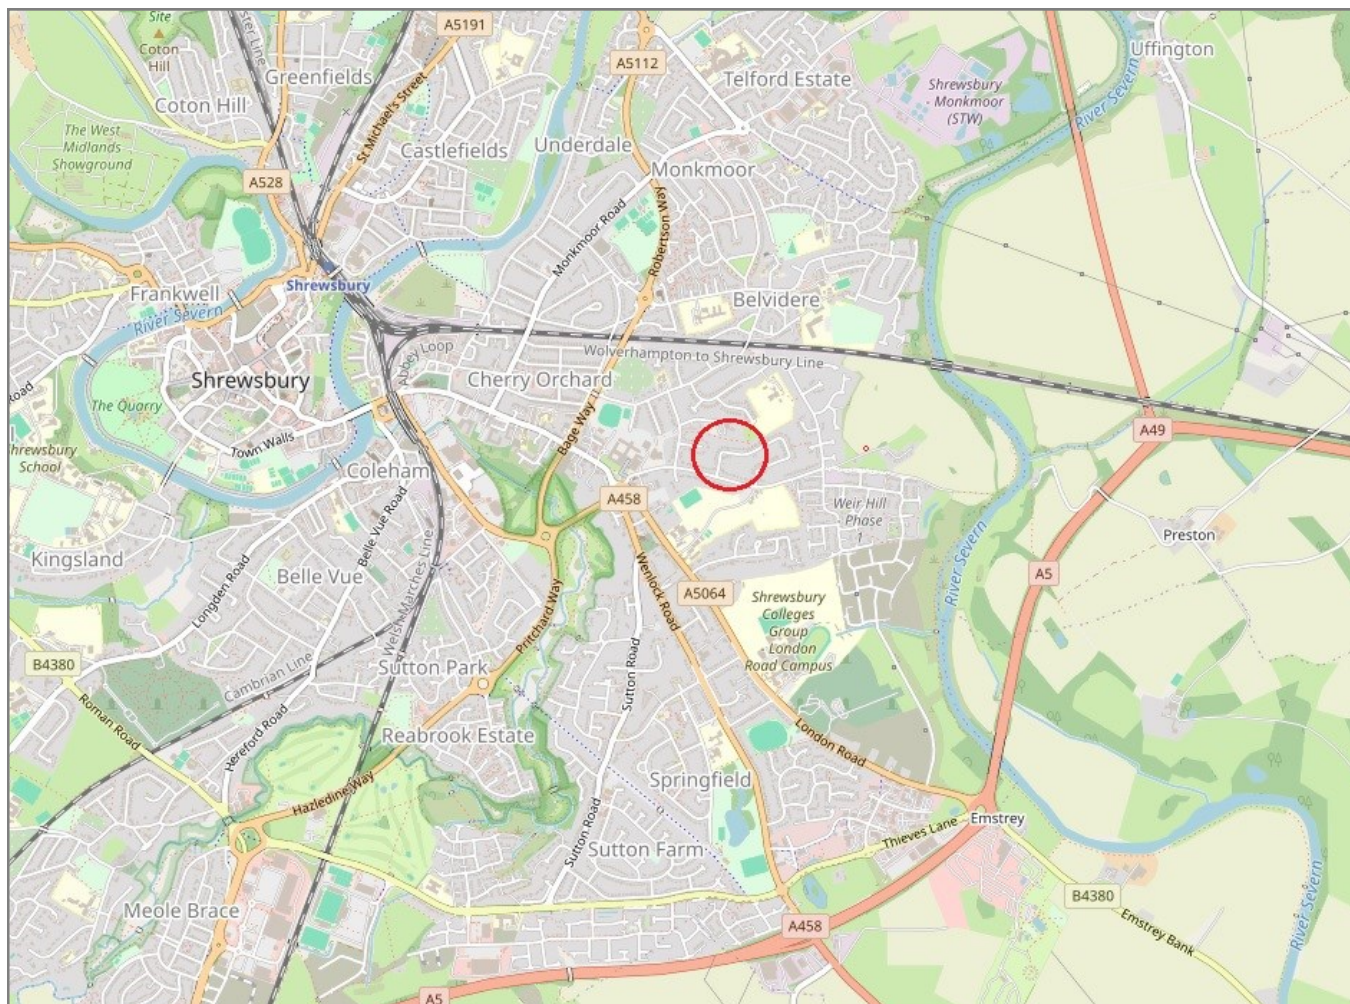 Site
Coton
Hill
ster Line
Greenfields
A5191
A5112
Telford Estate
Uffington
Coton Hill
St Michael's Street
Shrewsbury
Monkmoor
(STW)
River Severn
The West
Midlands
Showground
Castlefields
Underdale
Monkmoor
A528
Monkmoor Road
Robertson Way
Shrewsbury
Frankwell
River Severn
Belvidere
Abbey Loop
Wolverhampton to Shrewsbury Line
Shrewsbury
Cherry Orchard
Road
The Quarry
Bage Way
Town Walls
A49
hrewsbury
School
Coleham
A458
Weir Hill
Phase
1
Preston
Kingsland
Longden Road
Belle Vue Road
Belle Vue
Welsh Marches Line
Wenlock Road
River Severn
A5
A5064
Shrewsbury
Colleges
Group
London
Road Campus
Pritchard Way
B4380
Sutton Park
Cambrian Line
Sutton Road
Roman Road
Hereford Road
Reabrook Estate
London Road
Springfield
Hazledine Way
Emstrey
Thieves Lane
Sutton Road
Sutton Farm
B4380
Meole Brace
A458
Emstrey Bank
River Severn
A5